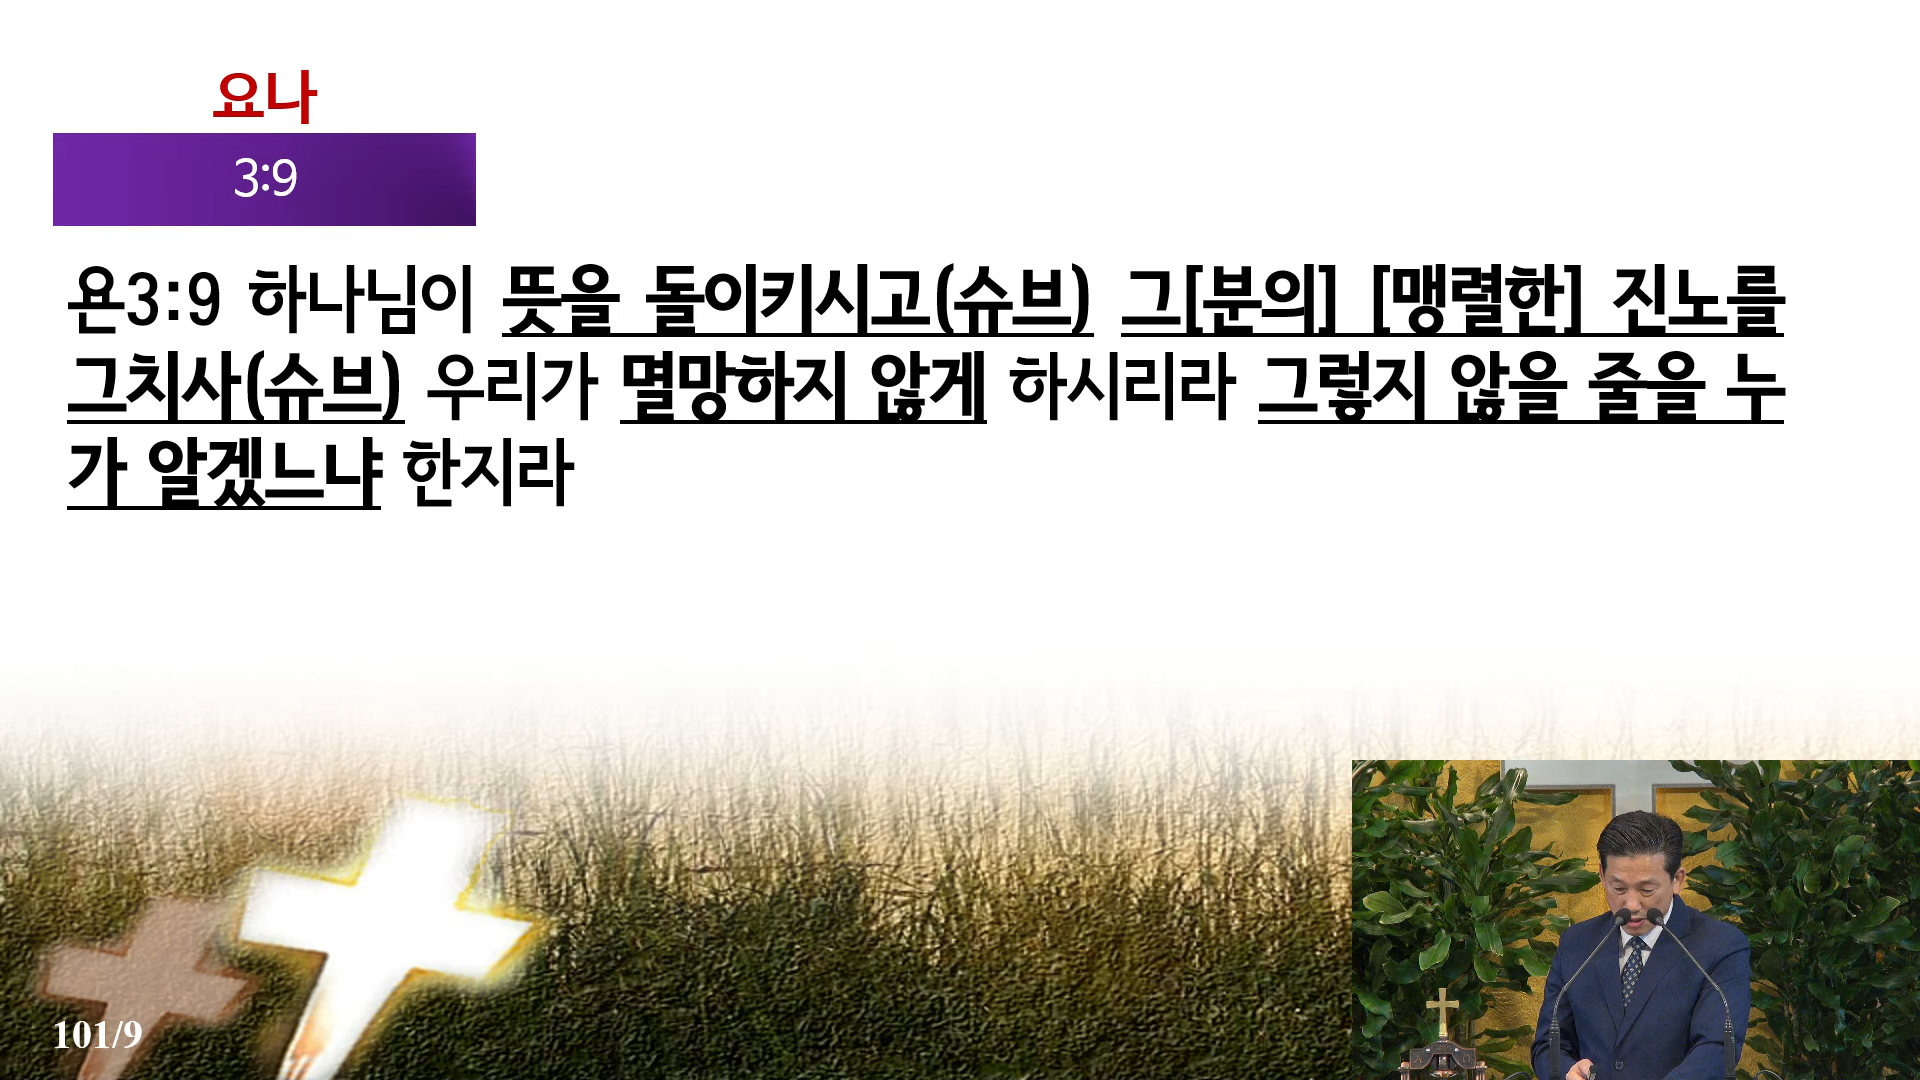 요나
3:9
욘3:9 하나님이 뜻을 돌이키시고(슈브) 그[분의] [맹렬한] 진노를
그치사(슈브) 우리가 멸망하지 않게 하시리라 그렇지 않을 줄을 누
가 알겠느냐 한지라
101/9